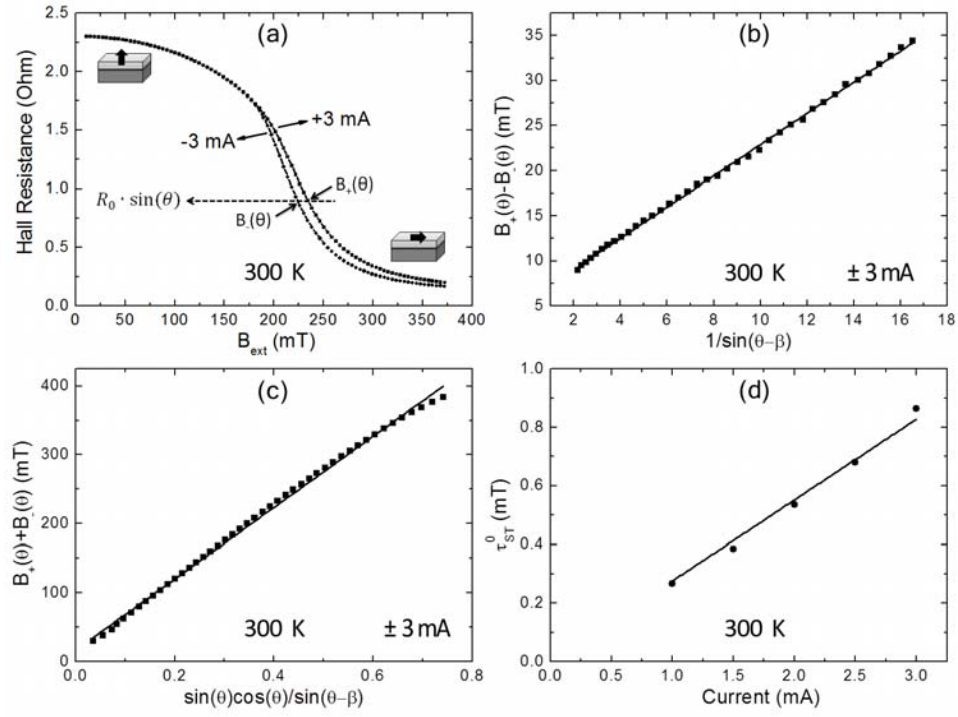 (a)
Hall Resistance (Ohm)
2.5
2.0
1.5
1.0
0.5
0.0
+3 mA
-3 mA
R₀ · sin(θ)
B₊(θ)
B₋(θ)
300 K
0 50 100 150 200 250 300 350 400
B_ext (mT)
(b)
B₊(θ)-B₋(θ) (mT)
35
30
25
20
15
10
5
300 K ± 3 mA
2 4 6 8 10 12 14 16 18
1/sin(θ−β)
(c)
B₊(θ)+B₋(θ) (mT)
400
300
200
100
0
300 K ± 3 mA
0.0 0.2 0.4 0.6 0.8
sin(θ)cos(θ)/sin(θ−β)
(d)
τ⁰_ST (mT)
1.0
0.8
0.6
0.4
0.2
0.0
300 K
0.0 0.5 1.0 1.5 2.0 2.5 3.0
Current (mA)